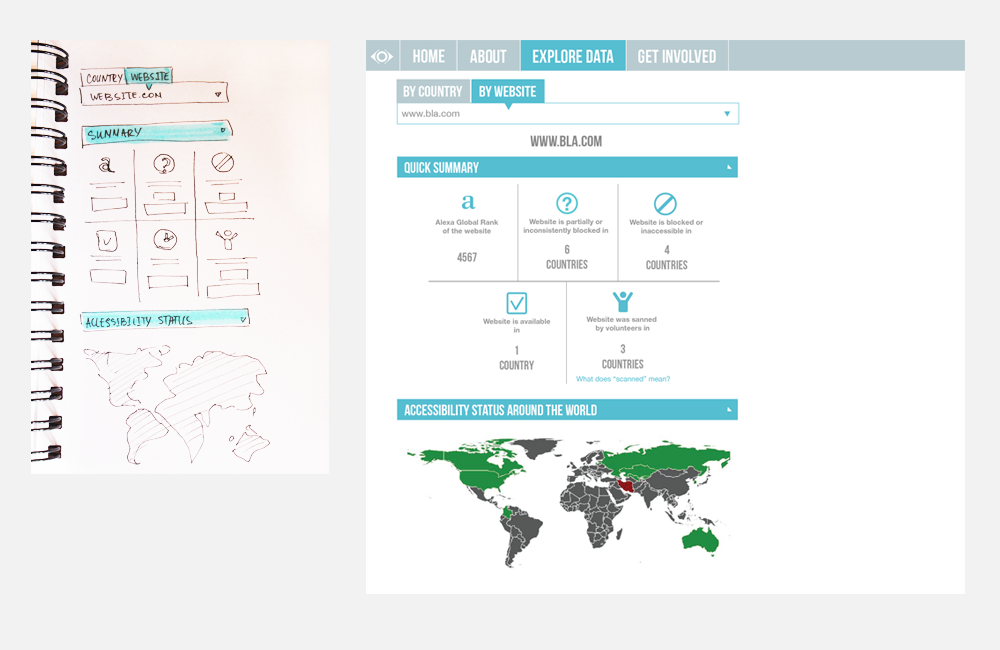 COUNTRY WEBSITE
WEBSITE.COM
SUMMARY
a
?
ACCESSIBILITY STATUS
HOME ABOUT EXPLORE DATA GET INVOLVED
BY COUNTRY BY WEBSITE
www.bla.com
WWW.BLA.COM
QUICK SUMMARY
a
Alexa Global Rank
of the website
4567
?
Website is partially or
inconsistently blocked in
6
COUNTRIES
Website is blocked or
inaccessible in
4
COUNTRIES
Website is available
in
1
COUNTRY
Website was sanned
by volunteers in
3
COUNTRIES
What does “scanned” mean?
ACCESSIBILITY STATUS AROUND THE WORLD